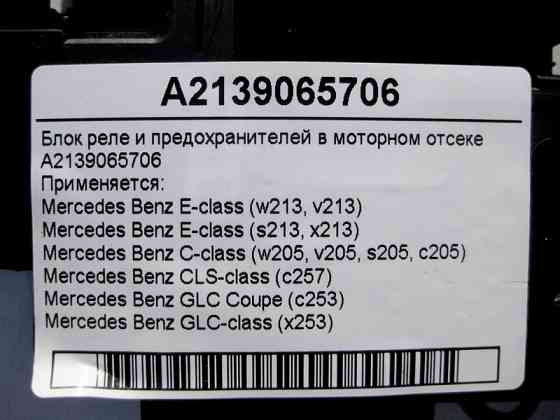 A2139065706
Блок реле и предохранителей в моторном отсеке
A2139065706
Применяется:
Mercedes Benz E-class (w213, v213)
Mercedes Benz E-class (s213, x213)
Mercedes Benz C-class (w205, v205, s205, c205)
Mercedes Benz CLS-class (c257)
Mercedes Benz GLC Coupe (c253)
Mercedes Benz GLC-class (x253)